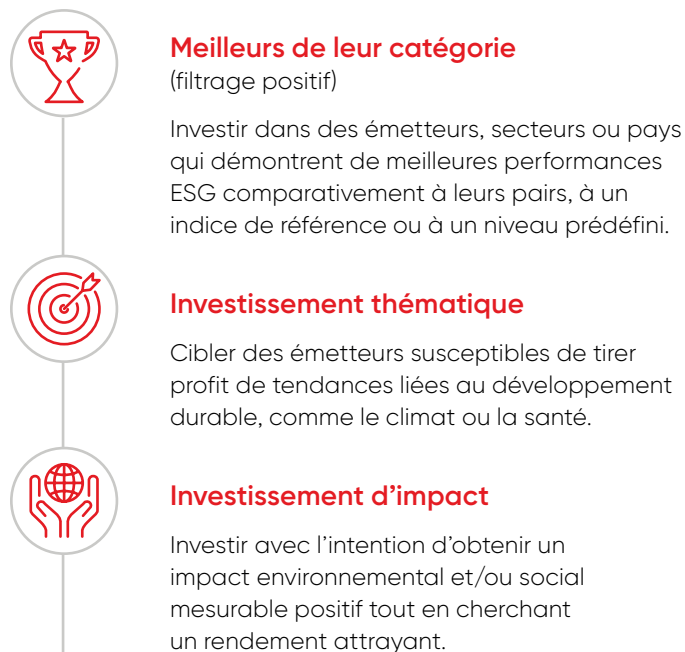 Meilleurs de leur catégorie
(filtrage positif)
Investir dans des émetteurs, secteurs ou pays
qui démontrent de meilleures performances
ESG comparativement à leurs pairs, à un
indice de référence ou à un niveau prédéfini.
Investissement thématique
Cibler des émetteurs susceptibles de tirer
profit de tendances liées au développement
durable, comme le climat ou la santé.
Investissement d’impact
Investir avec l’intention d’obtenir un
impact environnemental et/ou social
mesurable positif tout en cherchant
un rendement attrayant.